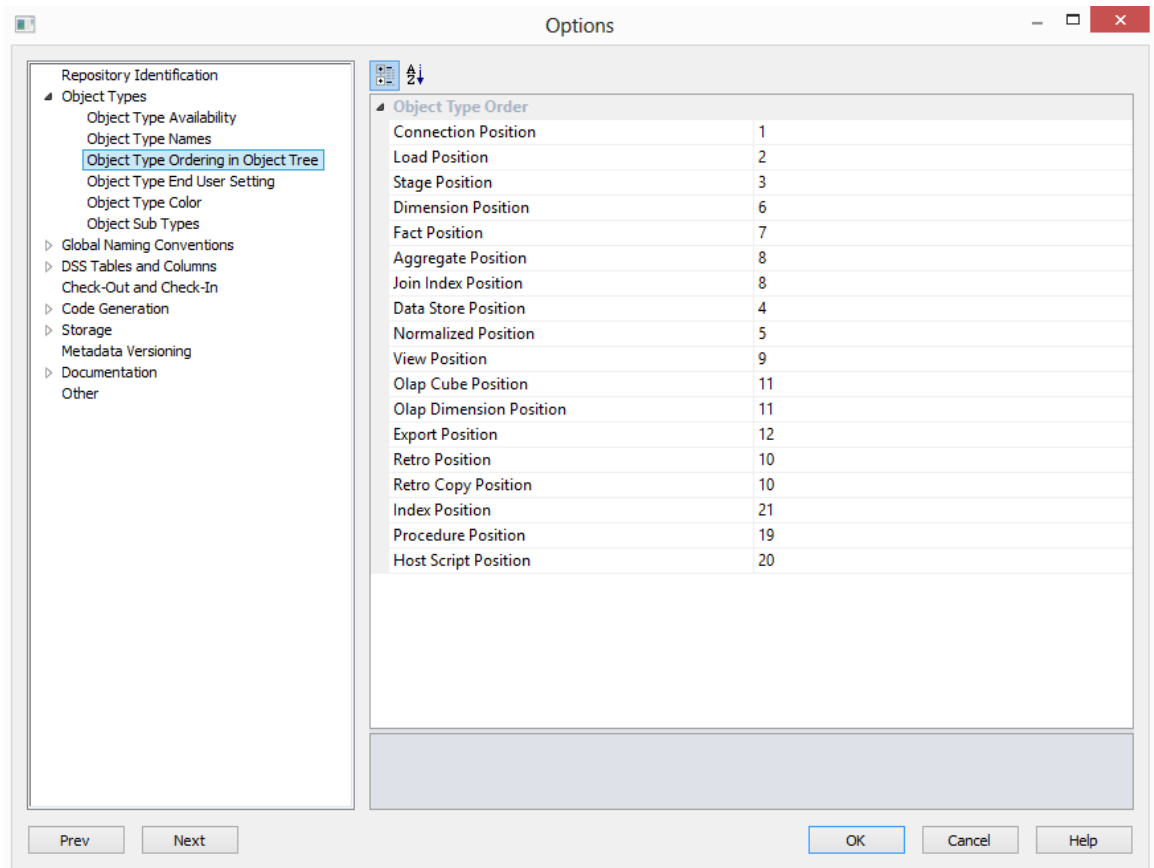 Options
Repository Identification
Object Types
Object Type Availability
Object Type Names
Object Type Ordering in Object Tree
Object Type End User Setting
Object Type Color
Object Sub Types
Global Naming Conventions
DSS Tables and Columns
Check-Out and Check-In
Code Generation
Storage
Metadata Versioning
Documentation
Other
Object Type Order
Connection Position 1
Load Position 2
Stage Position 3
Dimension Position 6
Fact Position 7
Aggregate Position 8
Join Index Position 8
Data Store Position 4
Normalized Position 5
View Position 9
Olap Cube Position 11
Olap Dimension Position 11
Export Position 12
Retro Position 10
Retro Copy Position 10
Index Position 21
Procedure Position 19
Host Script Position 20
Prev Next OK Cancel Help